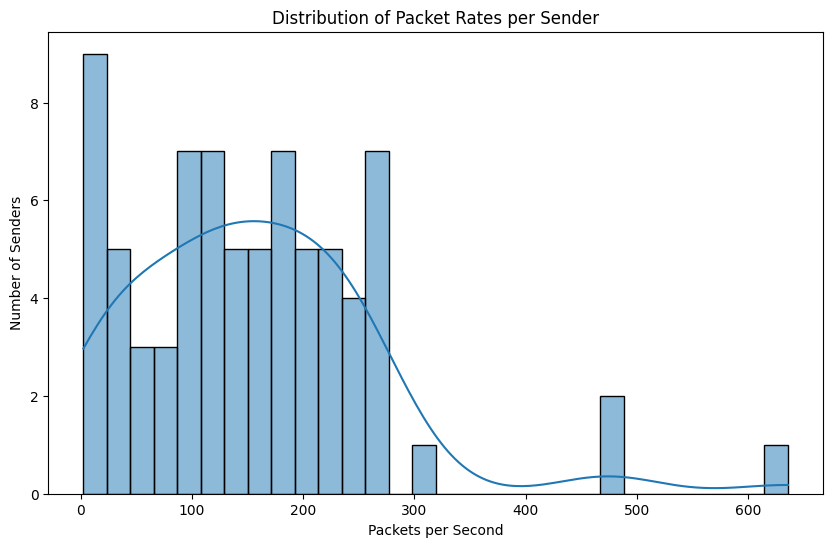 Distribution of Packet Rates per Sender
Number of Senders
8
6
4
2
0
0 100 200 300 400 500 600
Packets per Second